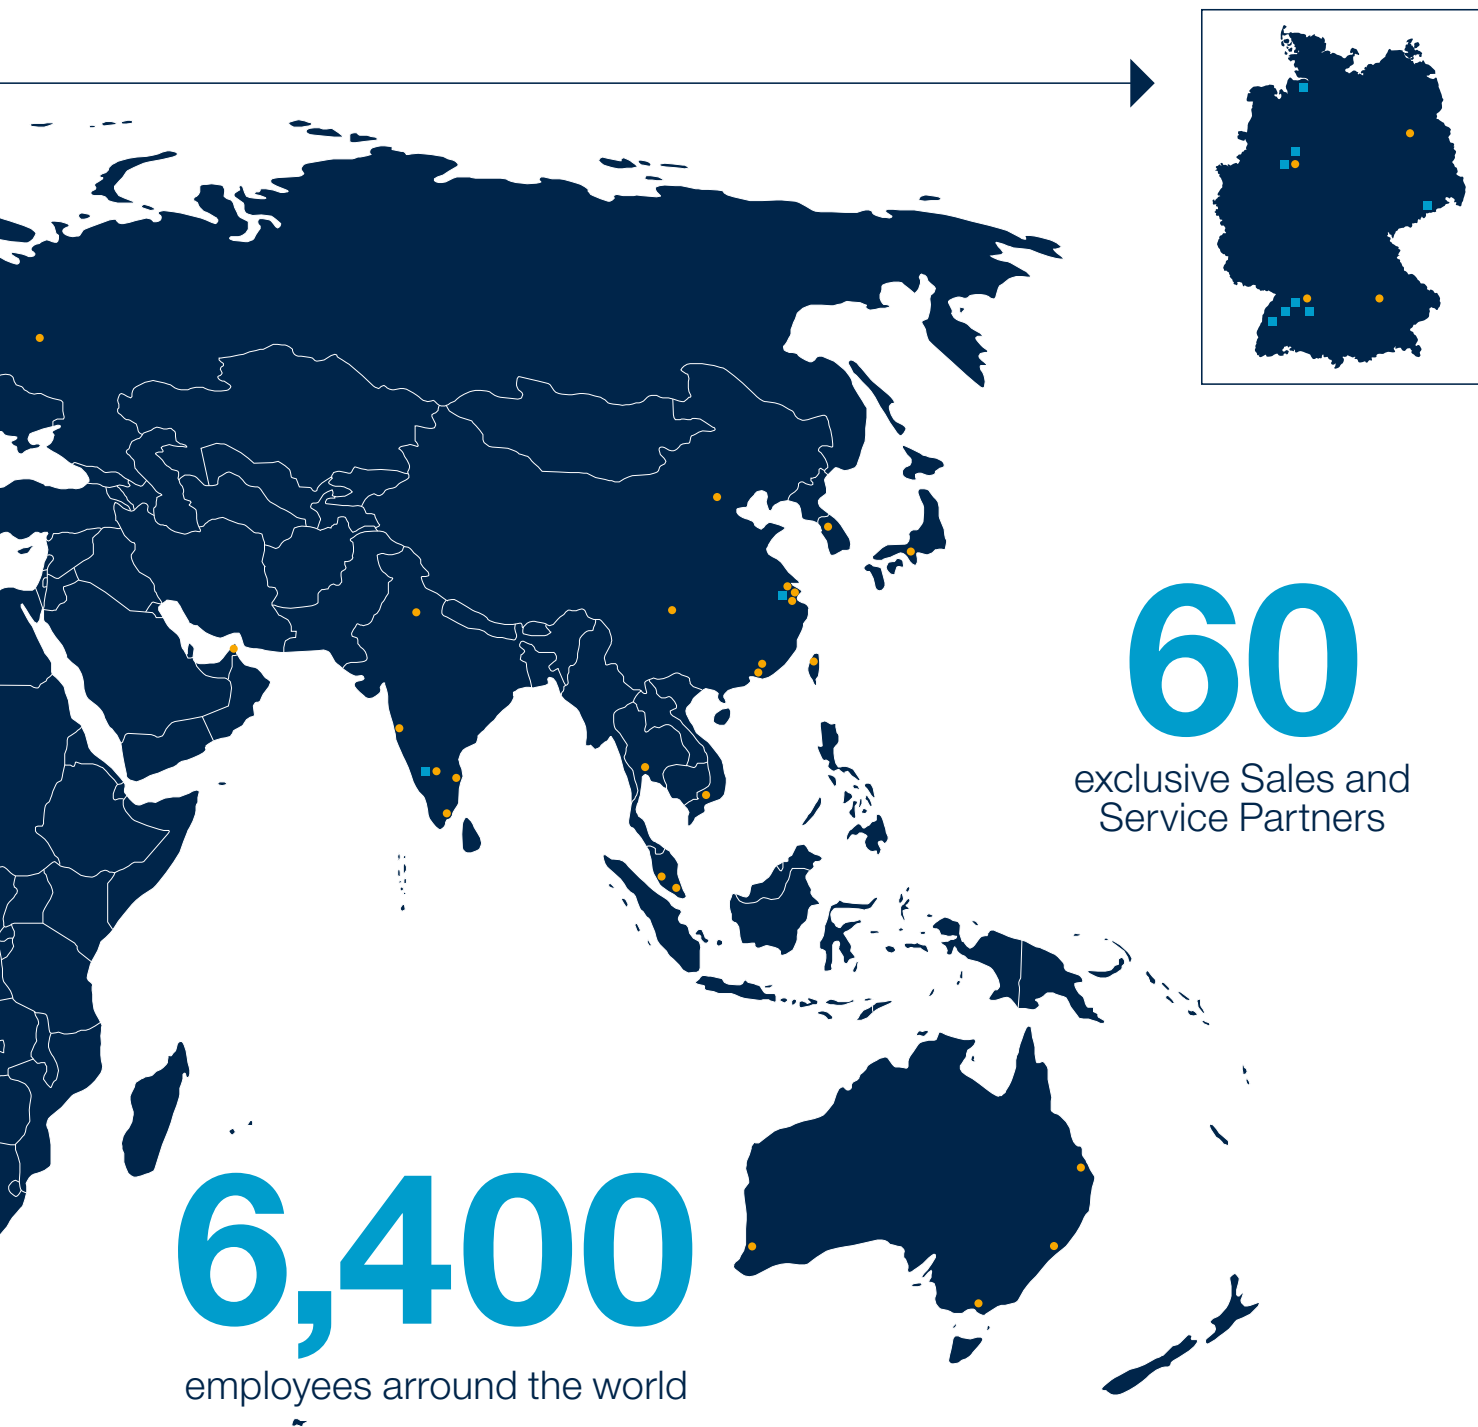 60
exclusive Sales and
Service Partners
6,400
employees arround the world